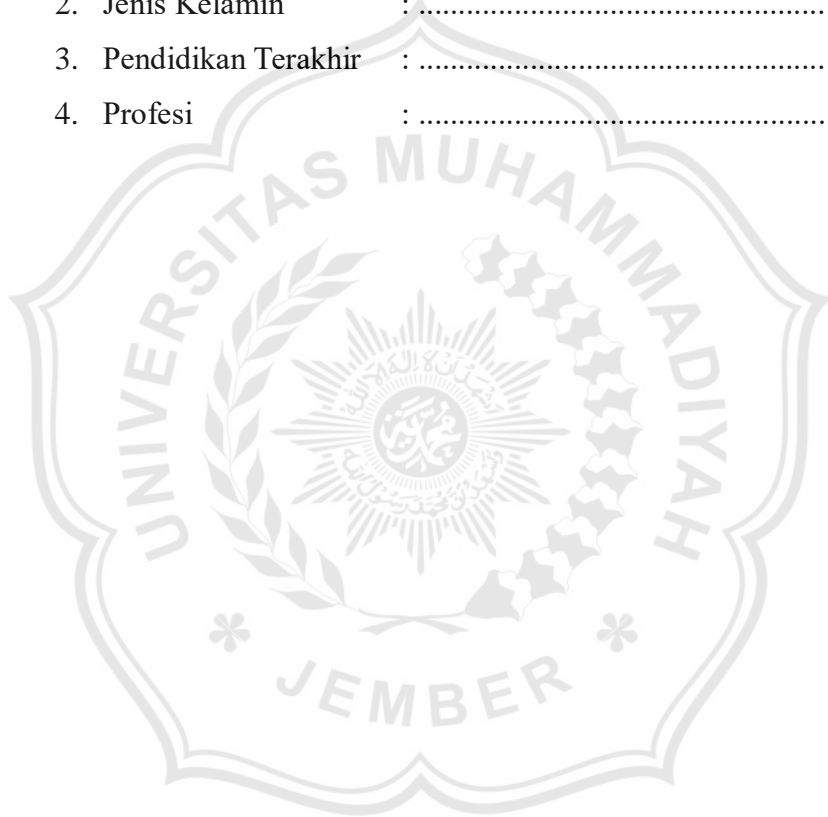 2. Jenis Kelamin : ....................................................
3. Pendidikan Terakhir : ....................................................
4. Profesi : ....................................................
UNIVERSITAS MUHAMMADIYAH
JEMBER